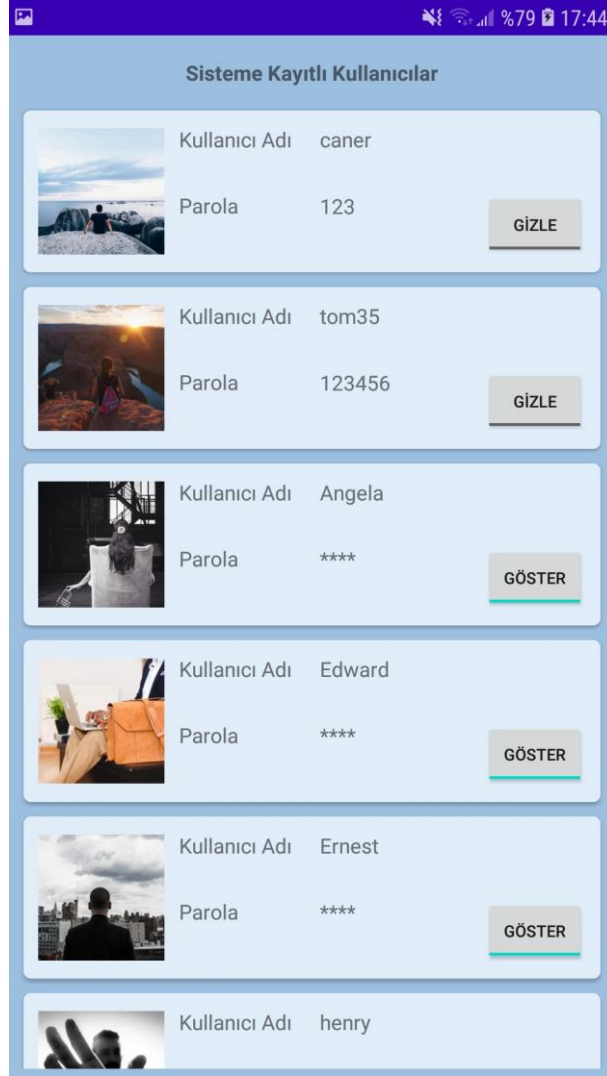 %79 17:44
Sisteme Kayıtlı Kullanıcılar
Kullanıcı Adı caner
Parola 123
GİZLE
Kullanıcı Adı tom35
Parola 123456
GİZLE
Kullanıcı Adı Angela
Parola ****
GÖSTER
Kullanıcı Adı Edward
Parola ****
GÖSTER
Kullanıcı Adı Ernest
Parola ****
GÖSTER
Kullanıcı Adı henry